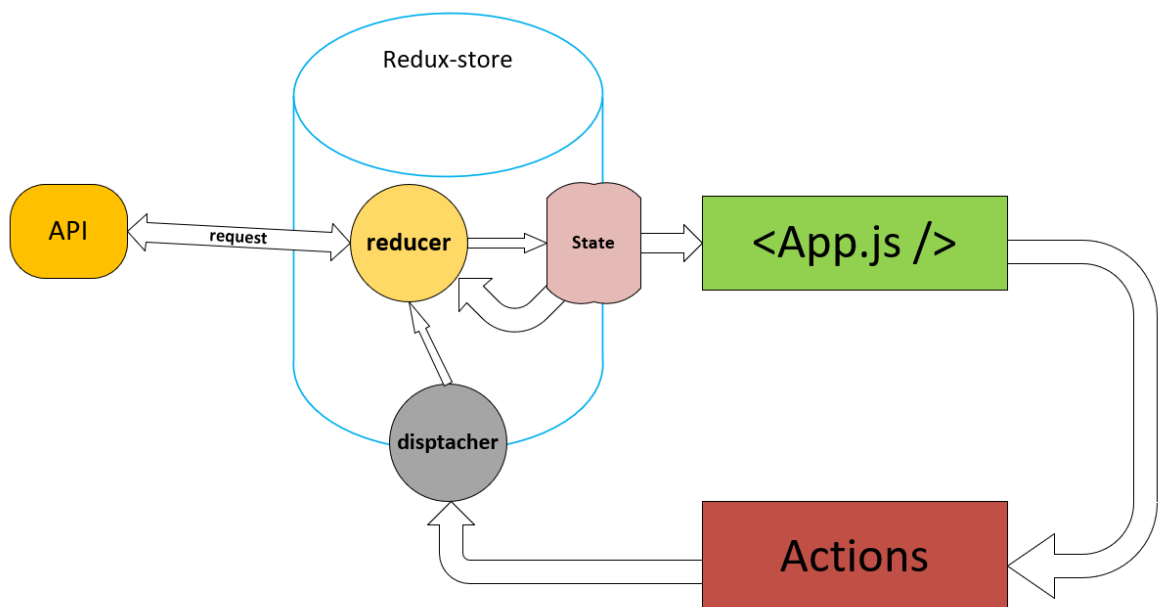 Redux-store
API
request
reducer
State
<App.js />
disptacher
Actions